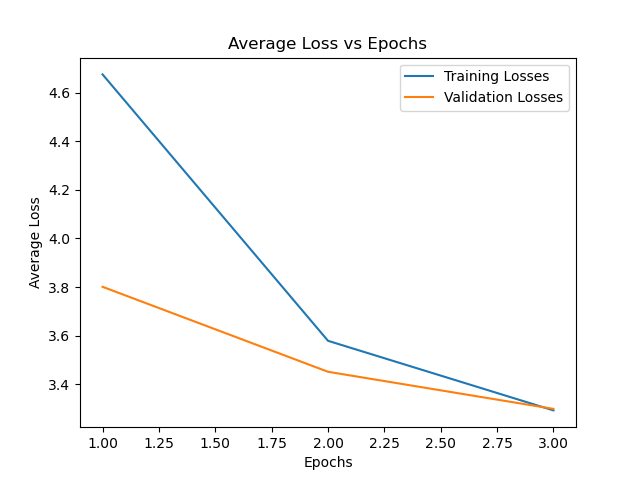 Average Loss vs Epochs
Training Losses
Validation Losses
4.6
4.4
4.2
4.0
3.8
3.6
3.4
Average Loss
1.00 1.25 1.50 1.75 2.00 2.25 2.50 2.75 3.00
Epochs